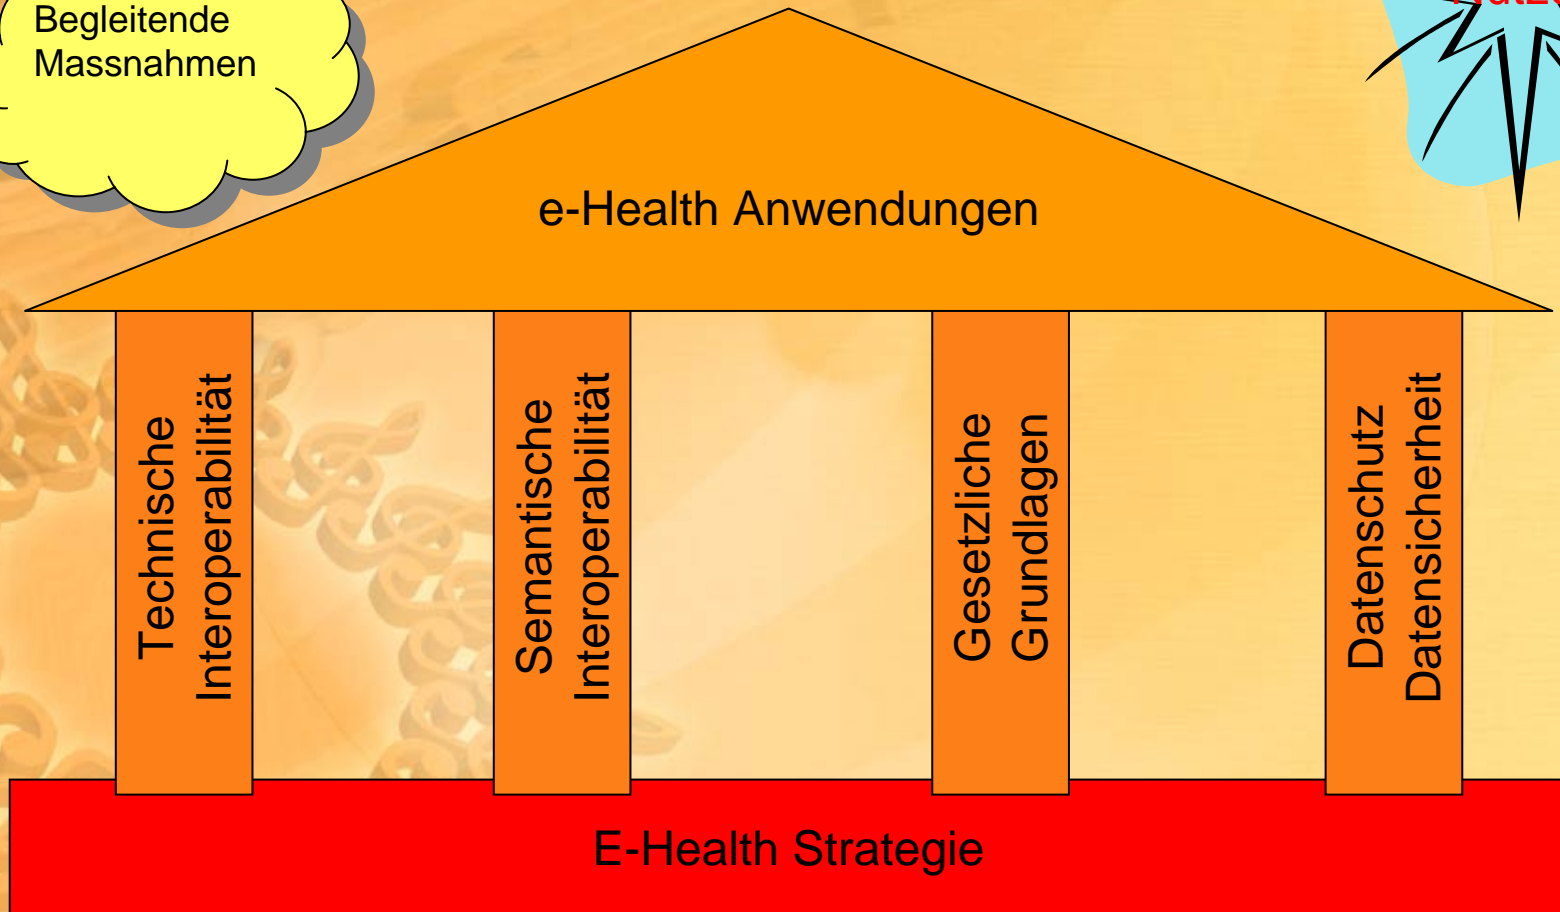 Begleitende
Massnahmen
e-Health Anwendungen
Technische
Interoperabilität
Semantische
Interoperabilität
Gesetzliche
Grundlagen
Datenschutz
Datensicherheit
E-Health Strategie